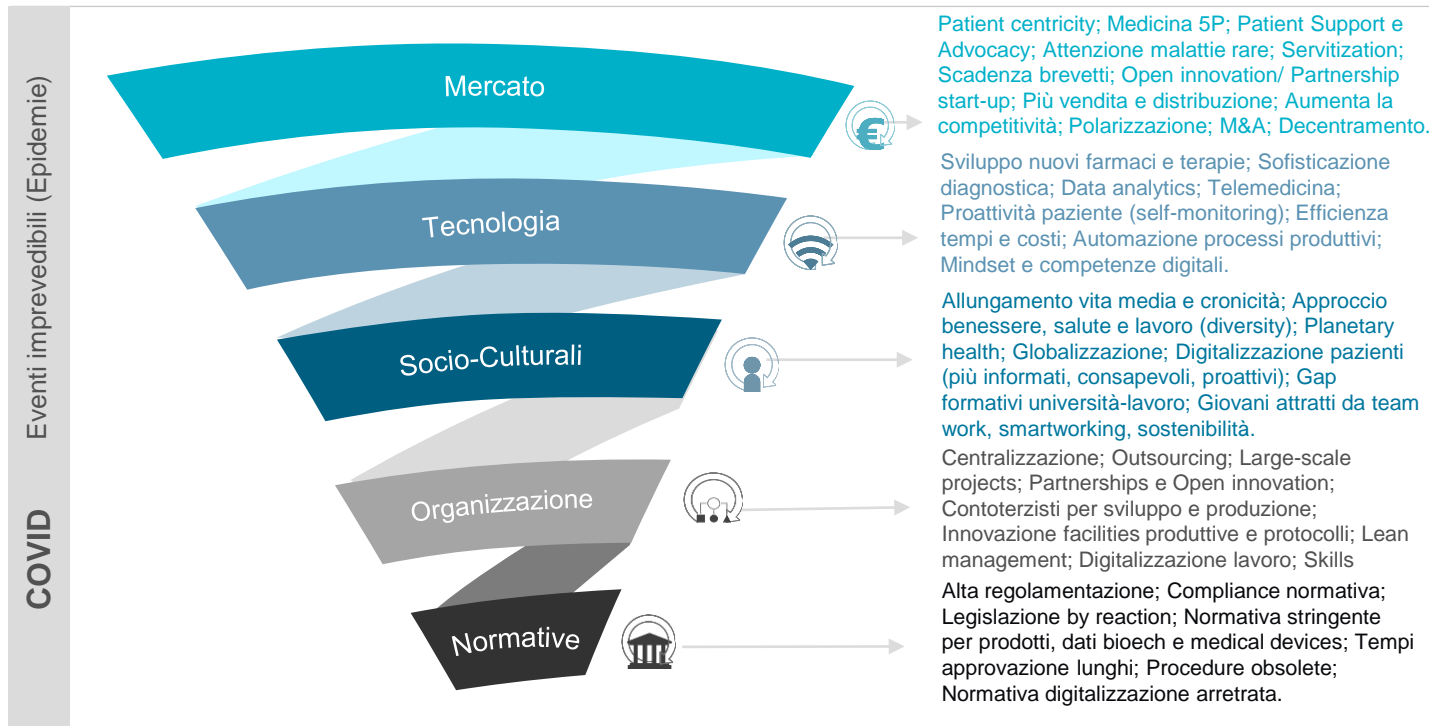 COVID Eventi imprevedibili (Epidemie)
Mercato
€
Patient centricity; Medicina 5P; Patient Support e
Advocacy; Attenzione malattie rare; Servitization;
Scadenza brevetti; Open innovation/ Partnership
start-up; Più vendita e distribuzione; Aumenta la
competitività; Polarizzazione; M&A; Decentramento.
Tecnologia
Sviluppo nuovi farmaci e terapie; Sofisticazione
diagnostica; Data analytics; Telemedicina;
Proattività paziente (self-monitoring); Efficienza
tempi e costi; Automazione processi produttivi;
Mindset e competenze digitali.
Socio-Culturali
Allungamento vita media e cronicità; Approccio
benessere, salute e lavoro (diversity); Planetary
health; Globalizzazione; Digitalizzazione pazienti
(più informati, consapevoli, proattivi); Gap
formativi università-lavoro; Giovani attratti da team
work, smartworking, sostenibilità.
Organizzazione
Centralizzazione; Outsourcing; Large-scale
projects; Partnerships e Open innovation;
Contoterzisti per sviluppo e produzione;
Innovazione facilities produttive e protocolli; Lean
management; Digitalizzazione lavoro; Skills
Normative
Alta regolamentazione; Compliance normativa;
Legislazione by reaction; Normativa stringente
per prodotti, dati bioech e medical devices; Tempi
approvazione lunghi; Procedure obsolete;
Normativa digitalizzazione arretrata.